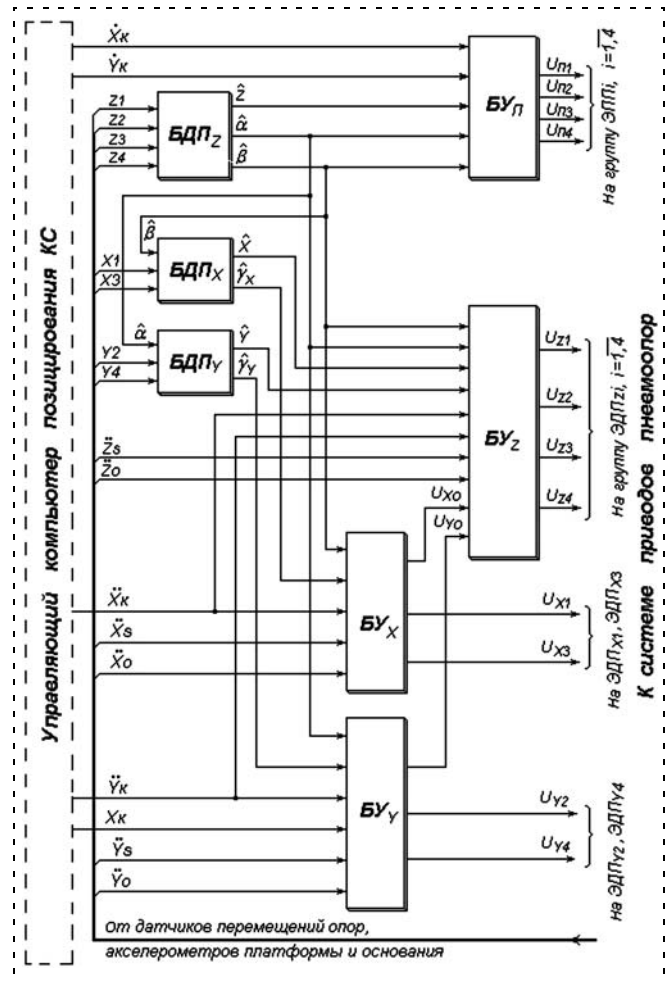 Управляющий компьютер позицирования КС
Ẋк
Ẏк
Z1
Z2
Z3
Z4
БДПZ
Ẑ
α̂
β̂
БУП
UП1
UП2
UП3
UП4
На группу ЭППi, i=1,4
β̂
X1
X3
БДПX
X̂
γ̂X
α̂
Y2
Y4
БДПY
Ŷ
γ̂Y
Z̈s
Z̈o
БУZ
UZ1
UZ2
UZ3
UZ4
На группу ЭДПZi, i=1,4
UXo
UYo
Ẍк
Ẍs
Ẍo
БУX
UX1
UX3
на ЭДПX1, ЭДПX3
Ÿк
Xк
Ÿs
Ÿo
БУY
UY2
UY4
на ЭДПY2, ЭДПY4
К системе приводов пневмоопор
От датчиков перемещений опор,
акселерометров платформы и основания